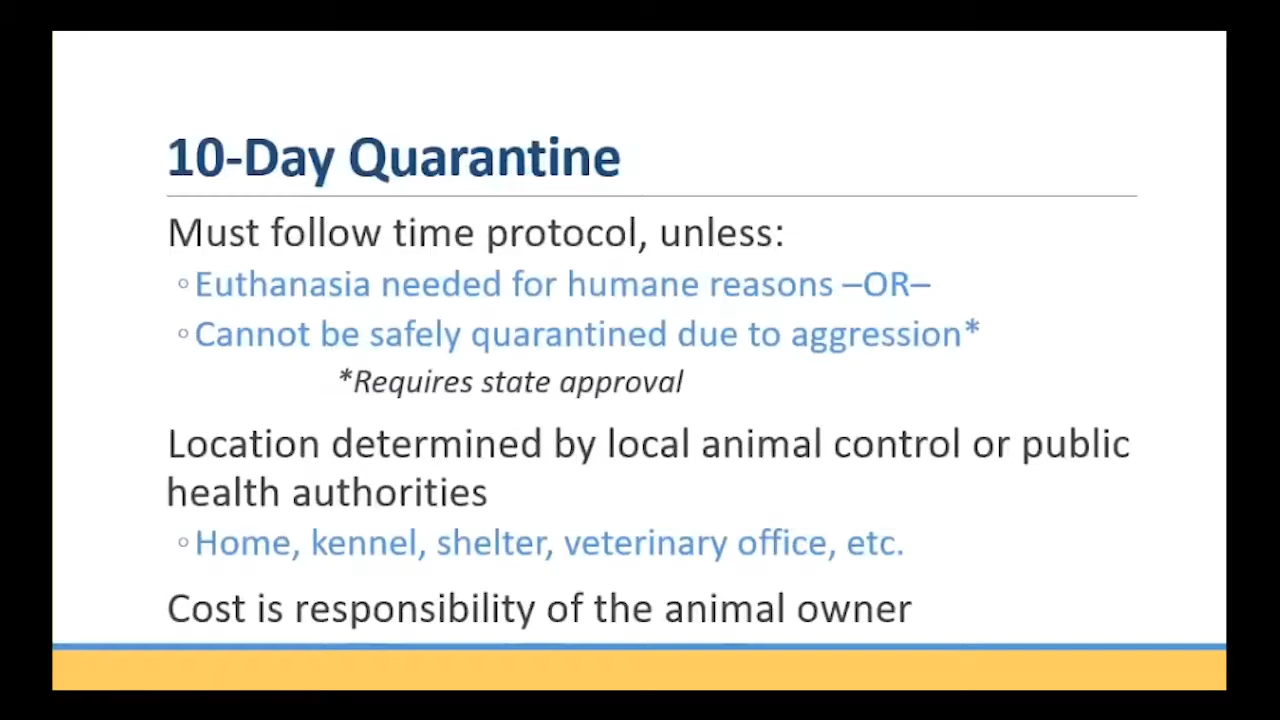 10-Day Quarantine
Must follow time protocol, unless:
◦Euthanasia needed for humane reasons –OR–
◦Cannot be safely quarantined due to aggression*
*Requires state approval
Location determined by local animal control or public
health authorities
◦Home, kennel, shelter, veterinary office, etc.
Cost is responsibility of the animal owner